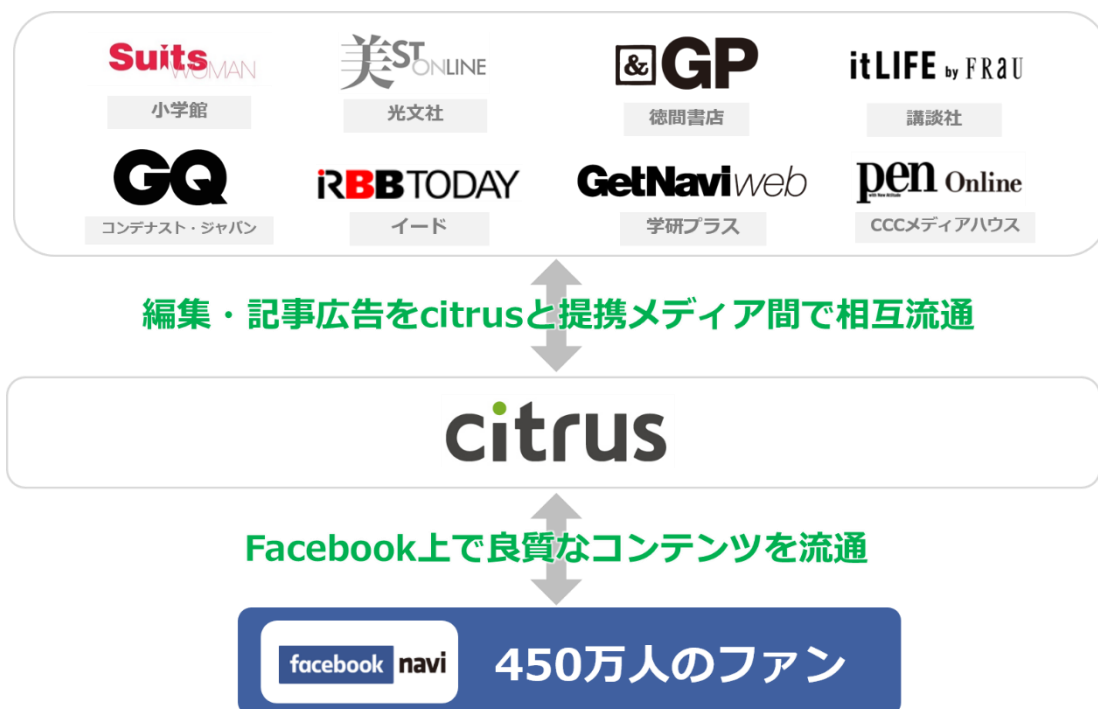 Suits WOMAN
美ST ONLINE
&GP
itLIFE by FRaU
小学館
光文社
徳間書店
講談社
GQ
iRBB TODAY
GetNavi web
pen Online
コンデナスト・ジャパン
イード
学研プラス
CCCメディアハウス
編集・記事広告をcitrusと提携メディア間で相互流通
citrus
Facebook上で良質なコンテンツを流通
facebook navi
450万人のファン